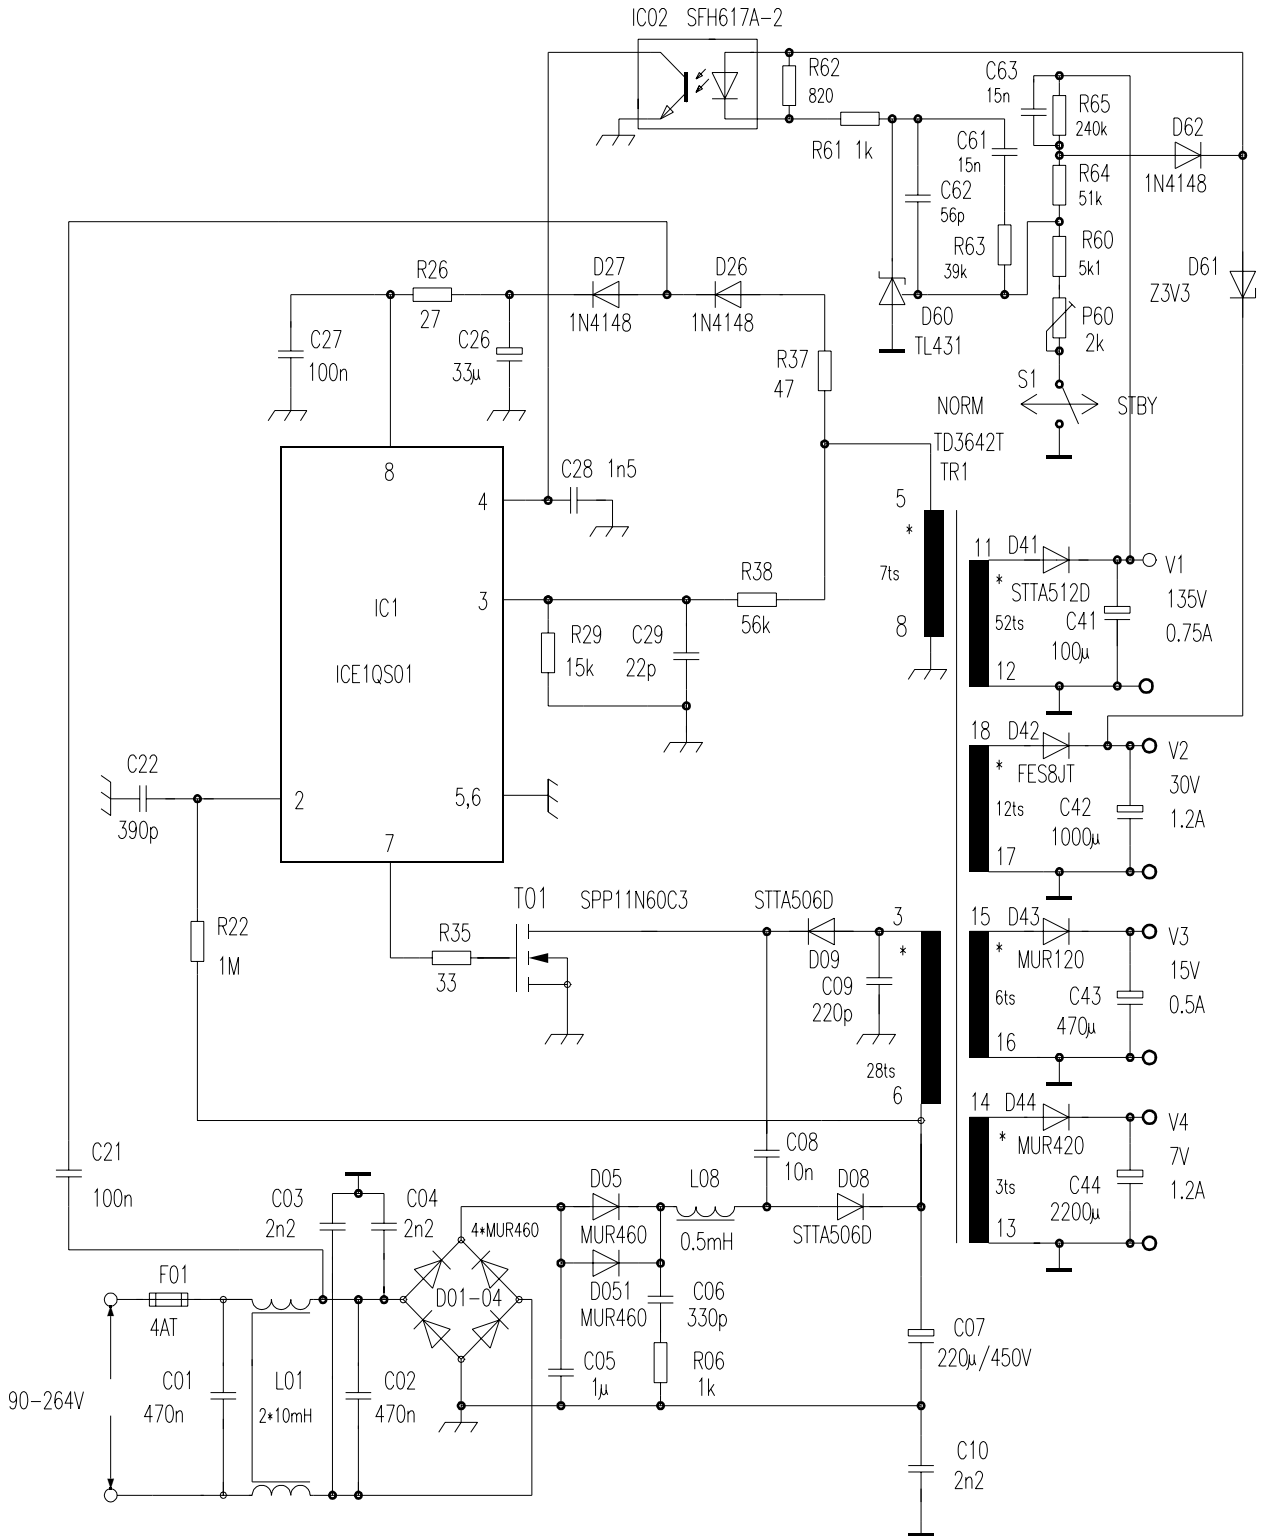 IC02 SFH617A-2
R62
820
C63
15n
R65
240k
D62
1N4148
R61 1k
C61
15n
R64
51k
C62
56p
R63
39k
R60
5k1
D61
Z3V3
R26
27
D27
1N4148
D26
1N4148
D60
TL431
P60
2k
C27
100n
C26
33µ
R37
47
S1
NORM
STBY
TD3642T
TR1
8
4
C28 1n5
5
*
7ts
8
11
D41
*
STTA512D
52ts
C41
100µ
12
V1
135V
0.75A
IC1
ICE1QS01
3
R38
56k
R29
15k
C29
22p
18
D42
*
FES8JT
12ts
C42
1000µ
17
V2
30V
1.2A
C22
390p
2
5,6
7
T01
SPP11N60C3
STTA506D
3
*
D09
C09
220p
28ts
6
15
D43
*
MUR120
6ts
C43
470µ
16
V3
15V
0.5A
R22
1M
R35
33
14
D44
*
MUR420
3ts
C44
2200µ
13
V4
7V
1.2A
C21
100n
C08
10n
C03
2n2
C04
2n2
4*MUR460
D05
MUR460
L08
0.5mH
D08
STTA506D
D051
MUR460
C06
330p
F01
4AT
D01-04
C07
220µ/450V
90-264V
C01
470n
L01
2*10mH
C02
470n
C05
1µ
R06
1k
C10
2n2